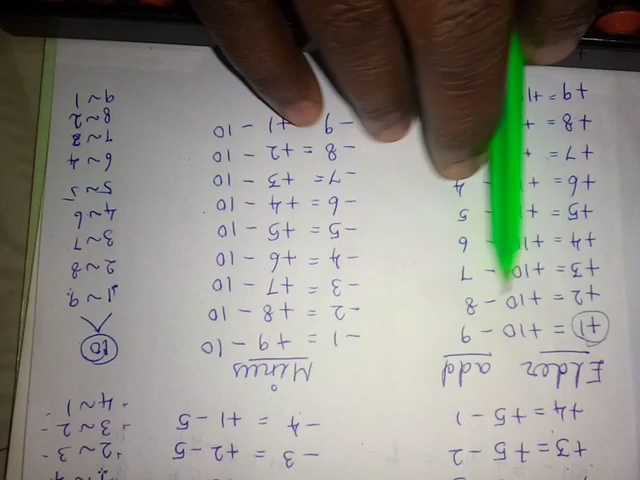 +3 = +5 - 2
+4 = +5 - 1
Elder add
+1 = +10 - 9
+2 = +10 - 8
+3 = +10 - 7
+4 = +1 - 6
+5 = +1 - 5
+6 = +1 - 4
+7 =
+8 = +
+9 = +1
-3 = +2 - 5
-4 = +1 - 5
Minus
-1 = +9 - 10
-2 = +8 - 10
-3 = +7 - 10
-4 = +6 - 10
-5 = +5 - 10
-6 = +4 - 10
-7 = +3 - 10
-8 = +2 - 10
-9 +1 - 10
2 ~ 3
3 ~ 2
4 ~ 1
10
1 ~ 9
2 ~ 8
3 ~ 7
4 ~ 6
5 ~ 5
6 ~ 4
7 ~ 3
8 ~ 2
9 ~ 1